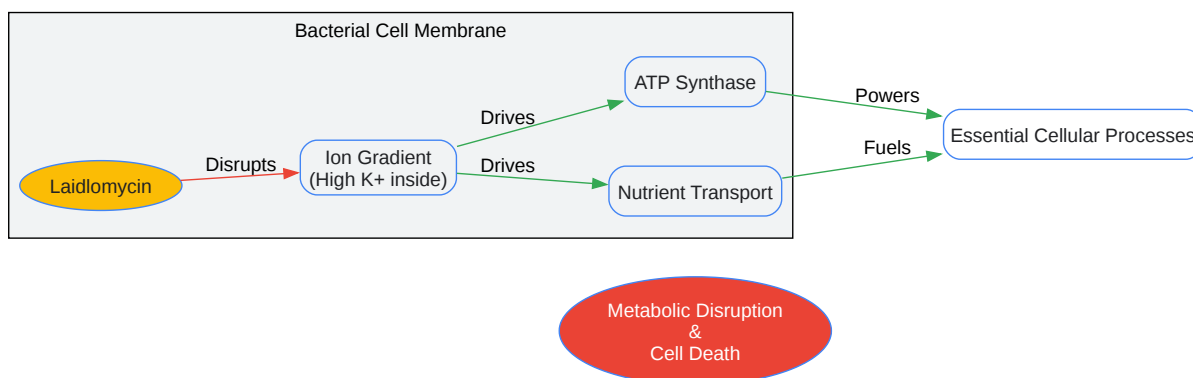 Bacterial Cell Membrane
ATP Synthase
Powers
Drives
Essential Cellular Processes
Fuels
Disrupts
Ion Gradient
(High K+ inside)
Drives
Laidlomycin
Nutrient Transport
Metabolic Disruption
&
Cell Death